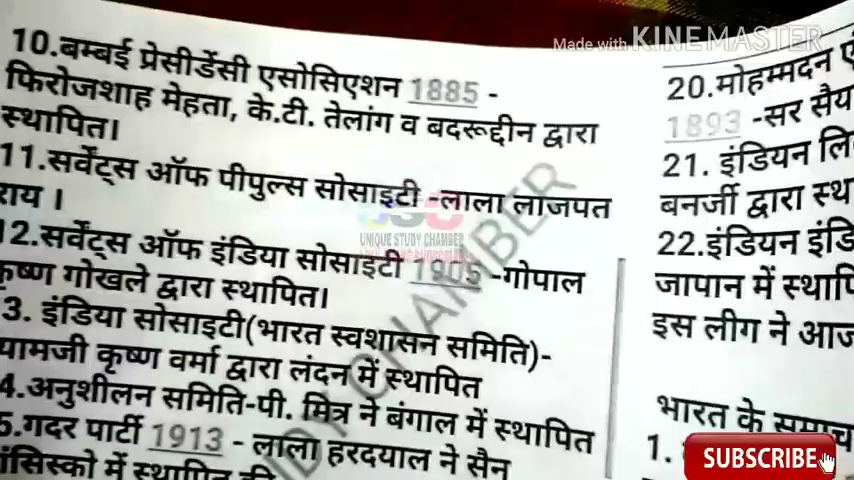 Made with KINEMASTER
10.बम्बई प्रेसीडेंसी एसोसिएशन 1885 -
फिरोजशाह मेहता, के.टी. तेलांग व बदरूद्दीन द्वारा
स्थापित।
11.सर्वेंट्स ऑफ पीपुल्स सोसाइटी -लाला लाजपत
राय ।
12.सर्वेंट्स ऑफ इंडिया सोसाइटी 1905 -गोपाल
कृष्ण गोखले द्वारा स्थापित।
3. इंडिया सोसाइटी(भारत स्वशासन समिति)-
यामजी कृष्ण वर्मा द्वारा लंदन में स्थापित
4.अनुशीलन समिति-पी. मित्र ने बंगाल में स्थापित
5.गदर पार्टी 1913 - लाला हरदयाल ने सैन
ंसिस्को में स्थापित की
20.मोहम्मदन
1893 -सर सैय
21. इंडियन लि
बनर्जी द्वारा स्थ
22.इंडियन इंडि
जापान में स्थापि
इस लीग ने आज
भारत के समाच
1.
UNIQUE STUDY CHAMBER
SUBSCRIBE